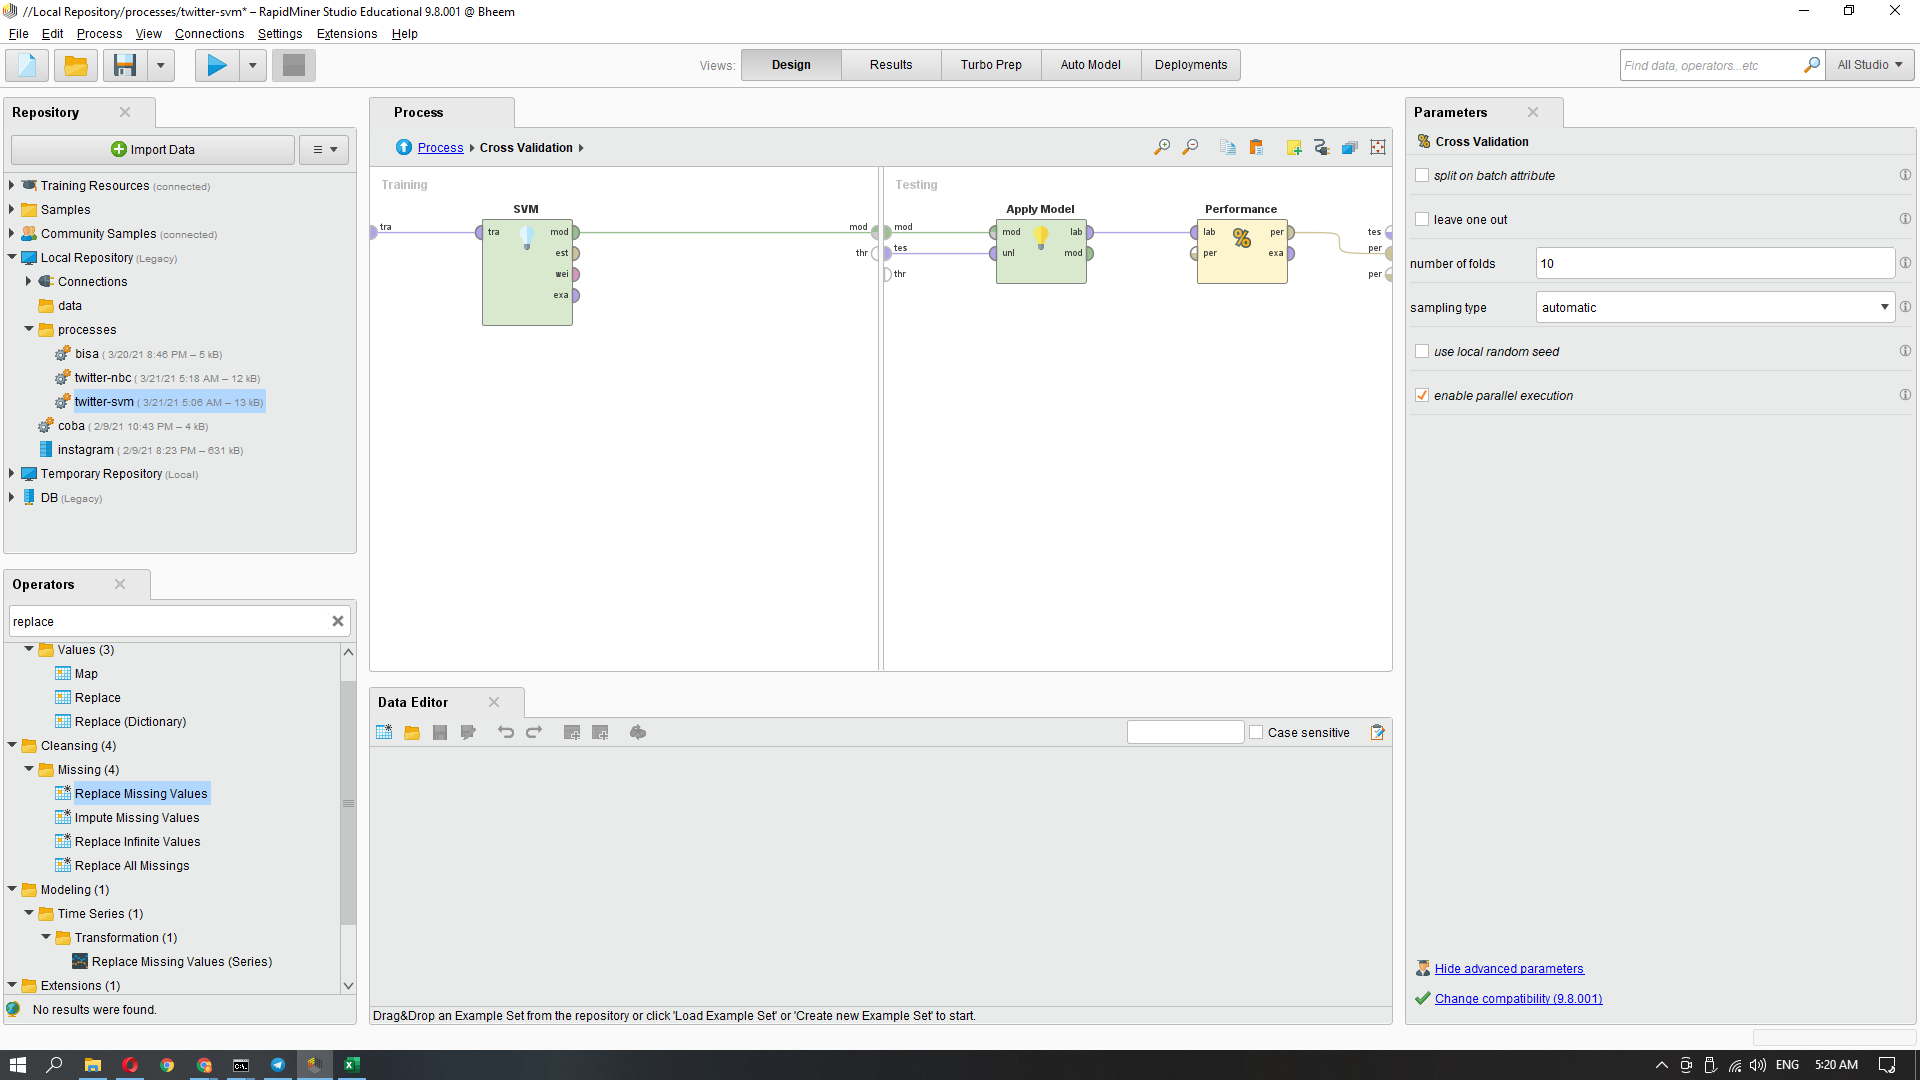 //Local Repository/processes/twitter-svm* – RapidMiner Studio Educational 9.8.001 @ Bheem
File Edit Process View Connections Settings Extensions Help
Views: Design Results Turbo Prep Auto Model Deployments
Find data, operators...etc
All Studio
Repository
Import Data
Training Resources (connected)
Samples
Community Samples (connected)
Local Repository (Legacy)
Connections
data
processes
bisa ( 3/20/21 8:46 PM – 5 kB)
twitter-nbc ( 3/21/21 5:18 AM – 12 kB)
twitter-svm ( 3/21/21 5:06 AM – 13 kB)
coba (2/9/21 10:43 PM – 4 kB)
instagram ( 2/9/21 8:23 PM – 631 kB)
Temporary Repository (Local)
DB (Legacy)
Operators
replace
Values (3)
Map
Replace
Replace (Dictionary)
Cleansing (4)
Missing (4)
Replace Missing Values
Impute Missing Values
Replace Infinite Values
Replace All Missings
Modeling (1)
Time Series (1)
Transformation (1)
Replace Missing Values (Series)
Extensions (1)
No results were found.
Process
Process Cross Validation
Training
tra
SVM
tra mod
est
wei
exa
mod
thr
Testing
mod
tes
thr
Apply Model
mod lab
unl mod
Performance
lab per
per exa
tes
per
per
Data Editor
Case sensitive
Drag&Drop an Example Set from the repository or click 'Load Example Set' or 'Create new Example Set' to start.
Parameters
Cross Validation
split on batch attribute
leave one out
number of folds 10
sampling type automatic
use local random seed
enable parallel execution
Hide advanced parameters
Change compatibility (9.8.001)
ENG 5:20 AM